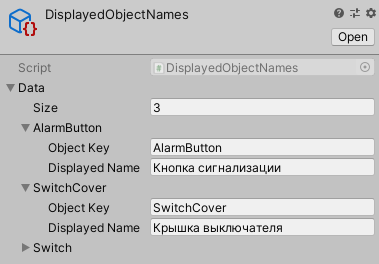 DisplayedObjectNames
Open
Script DisplayedObjectNames
Data
Size 3
AlarmButton
Object Key AlarmButton
Displayed Name Кнопка сигнализации
SwitchCover
Object Key SwitchCover
Displayed Name Крышка выключателя
Switch